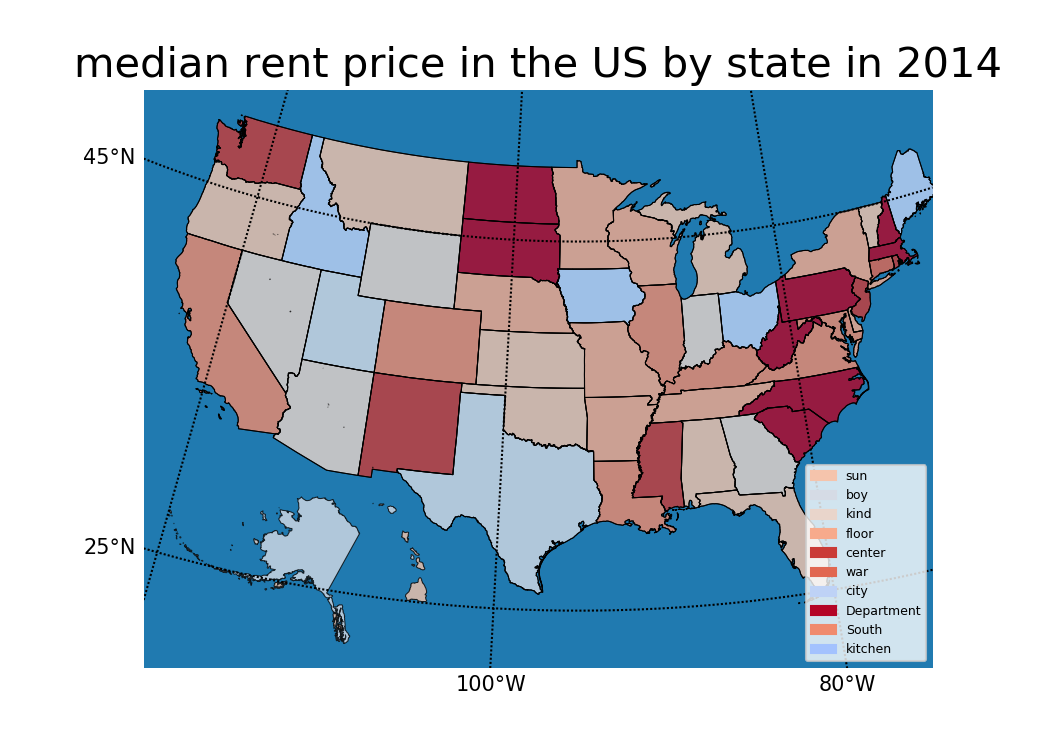 median rent price in the US by state in 2014
45°N
25°N
100°W
80°W
sun
boy
kind
floor
center
war
city
Department
South
kitchen